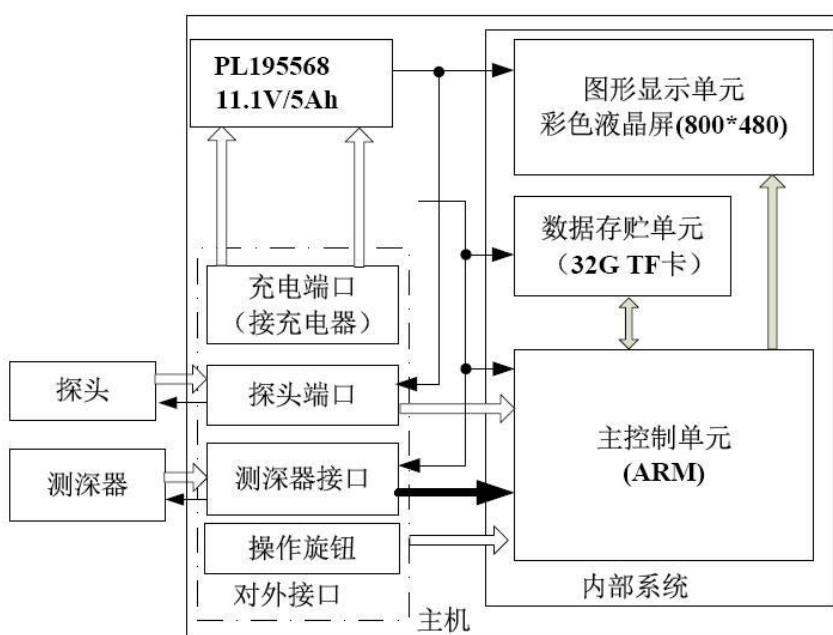 PL195568
11.1V/5Ah
图形显示单元
彩色液晶屏(800*480)
数据存贮单元
（32G TF卡）
充电端口
（接充电器）
探头
探头端口
主控制单元
(ARM)
测深器
测深器接口
操作旋钮
对外接口
内部系统
主机